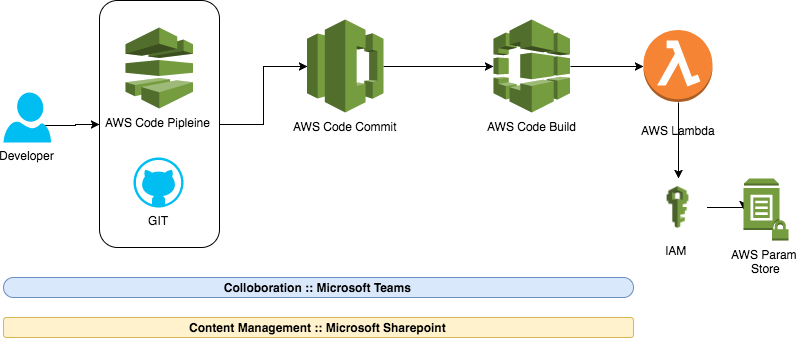 Developer
AWS Code Pipleine
GIT
AWS Code Commit
AWS Code Build
AWS Lambda
IAM
AWS Param
Store
Colloboration :: Microsoft Teams
Content Management :: Microsoft Sharepoint